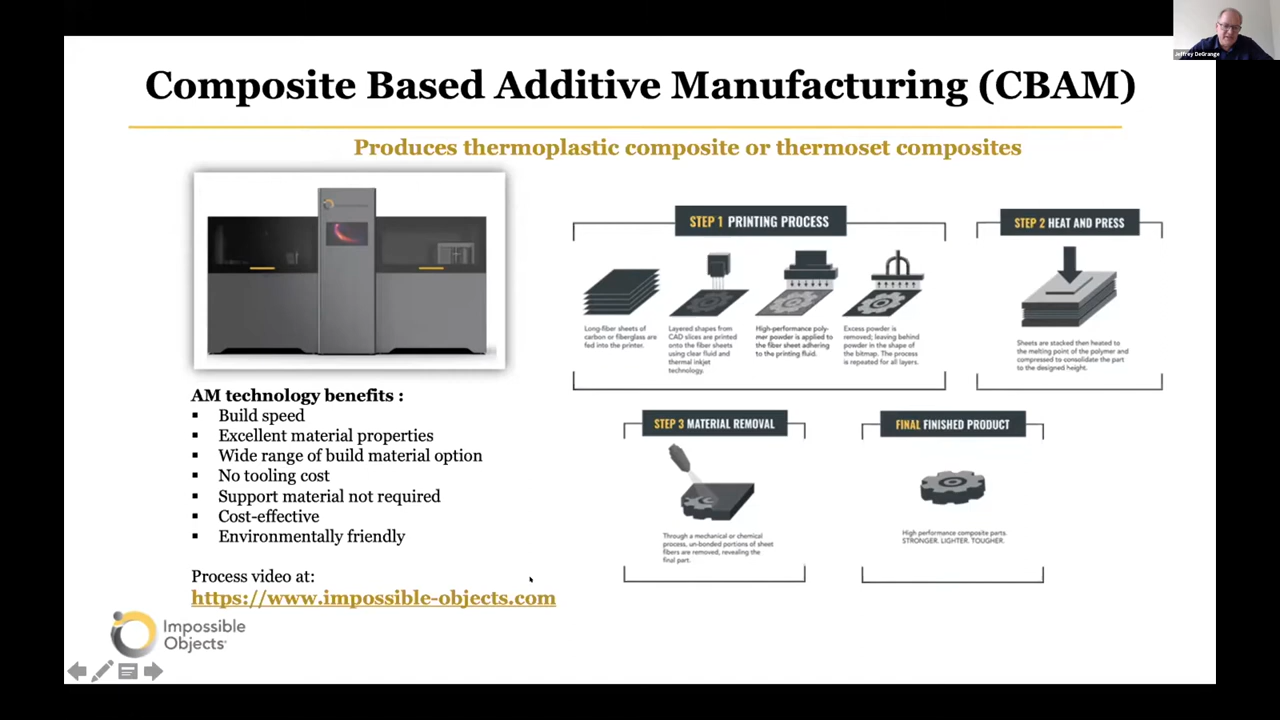 Jeffrey DeGrange
Composite Based Additive Manufacturing (CBAM)
Produces thermoplastic composite or thermoset composites
AM technology benefits :
Build speed
Excellent material properties
Wide range of build material option
No tooling cost
Support material not required
Cost-effective
Environmentally friendly
Process video at:
https://www.impossible-objects.com
Impossible
Objects
STEP 1 PRINTING PROCESS
Long-fiber sheets of
carbon or fiberglass are
fed into the printer.
Layered shapes from
CAD slices are printed
onto the fiber sheets
using clear fluid and
thermal inkjet
technology.
High-performance poly-
mer powder is applied to
the fiber sheet adhering
to the printing fluid.
Excess powder is
removed; leaving behind
powder in the shape of
the bitmap. The process
is repeated for all layers.
STEP 2 HEAT AND PRESS
Sheets are stacked then heated to
the melting point of the polymer and
compressed to consolidate the part
to the designed height.
STEP 3 MATERIAL REMOVAL
Through a mechanical or chemical
process, un-bonded portions of sheet
fibers are removed, revealing the
final part.
FINAL FINISHED PRODUCT
High performance composite parts.
STRONGER. LIGHTER. TOUGHER.